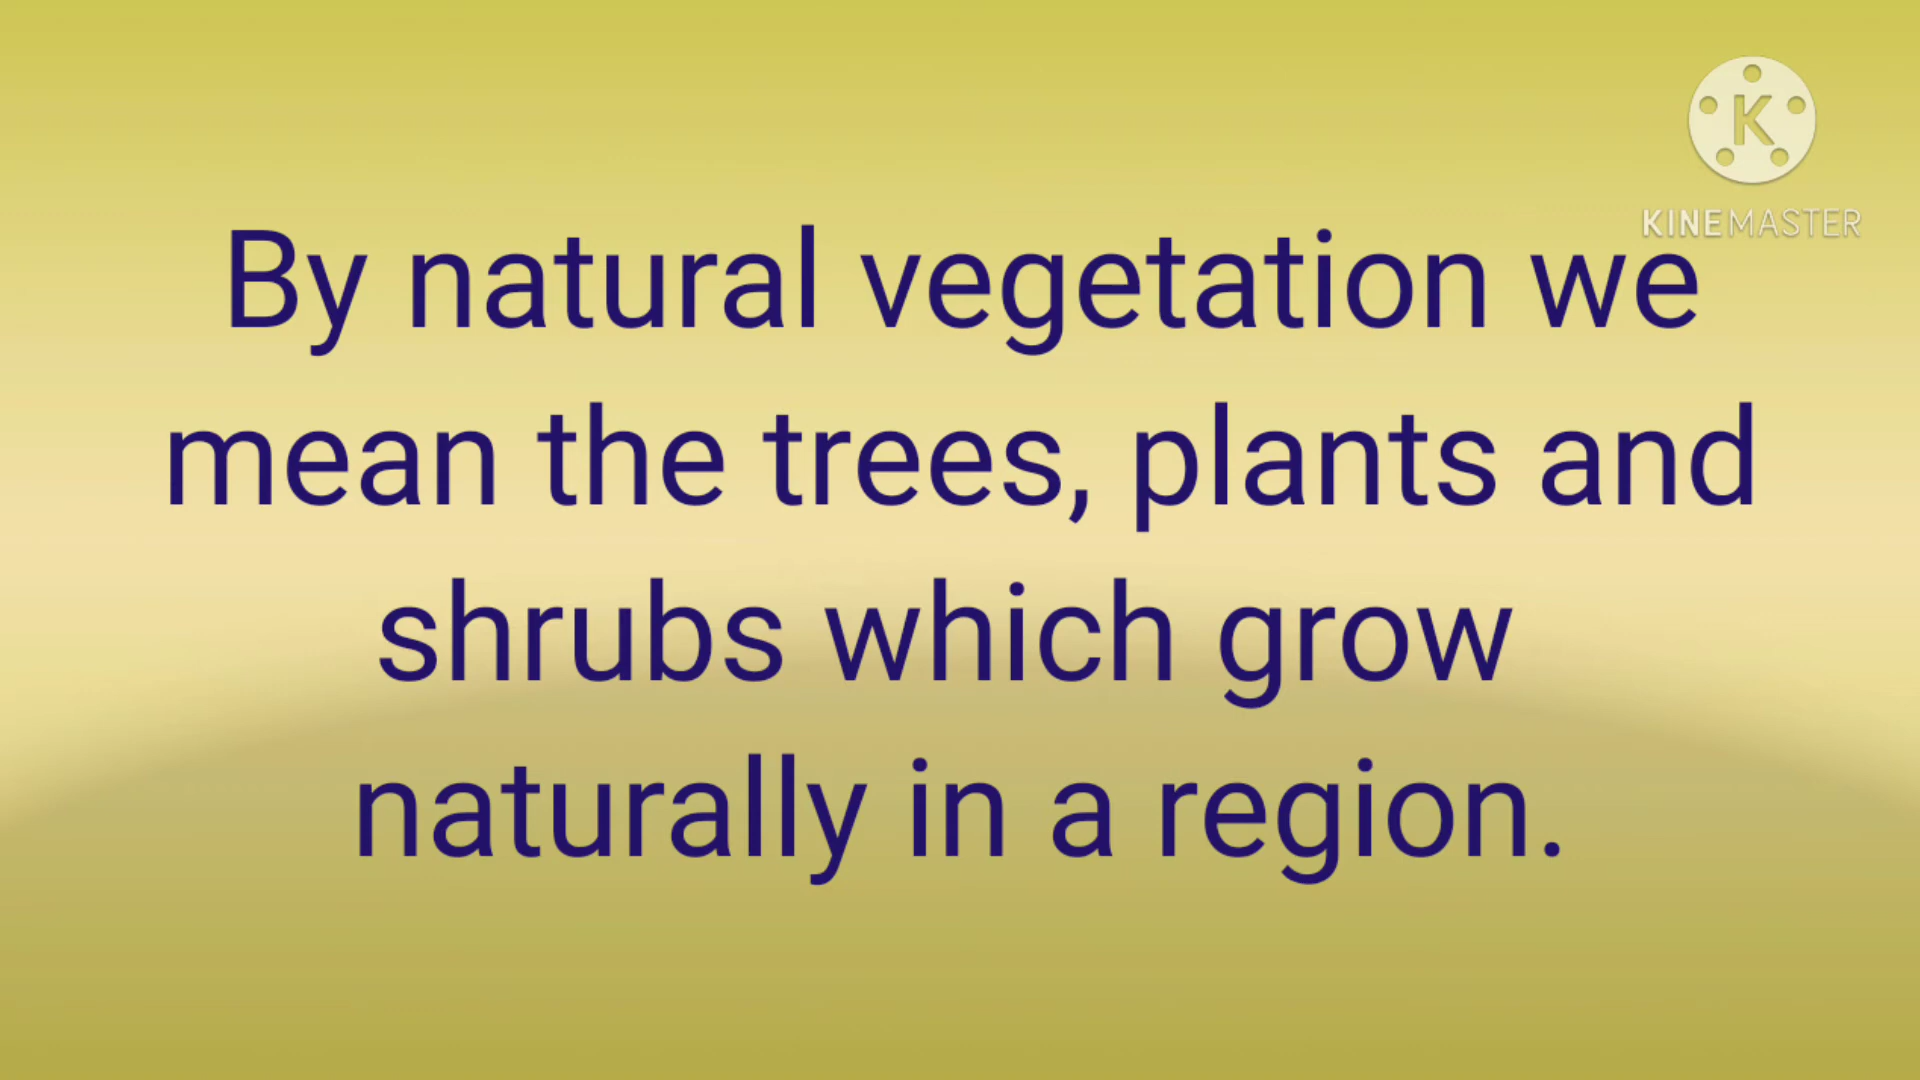 K
KINEMASTER
By natural vegetation we
mean the trees, plants and
shrubs which grow
naturally in a region.